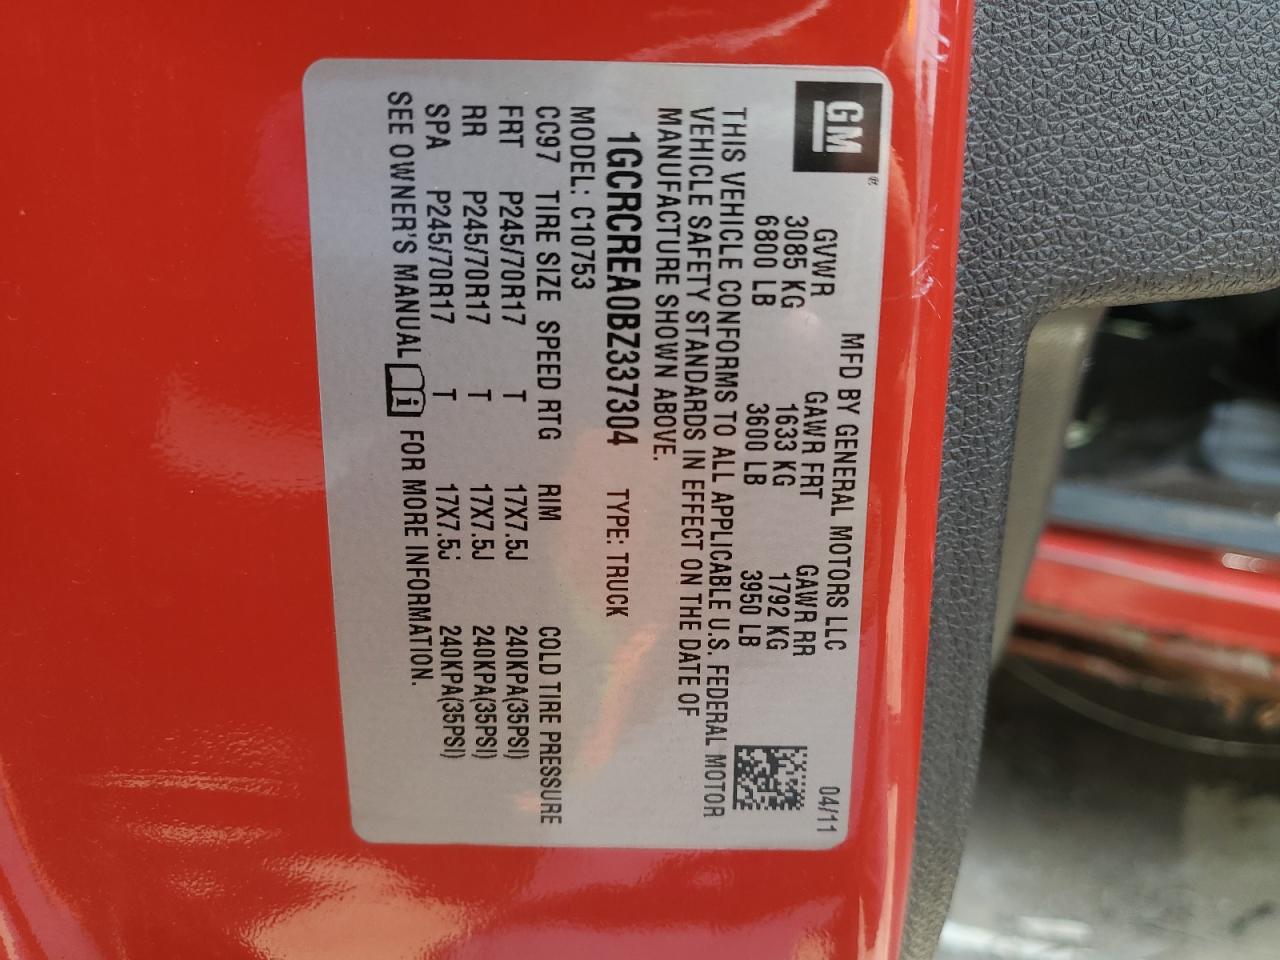 GM®
MFD BY GENERAL MOTORS LLC 04/11
GVWR GAWR FRT GAWR RR
3085 KG 1633 KG 1792 KG
6800 LB 3600 LB 3950 LB
THIS VEHICLE CONFORMS TO ALL APPLICABLE U.S. FEDERAL MOTOR
VEHICLE SAFETY STANDARDS IN EFFECT ON THE DATE OF
MANUFACTURE SHOWN ABOVE.
1GCRCREA0BZ337304 TYPE: TRUCK
MODEL: C10753
CC97 TIRE SIZE SPEED RTG RIM COLD TIRE PRESSURE
FRT P245/70R17 T 17X7.5J 240KPA(35PSI)
RR P245/70R17 T 17X7.5J 240KPA(35PSI)
SPA P245/70R17 T 17X7.5J 240KPA(35PSI)
SEE OWNER'S MANUAL i FOR MORE INFORMATION.